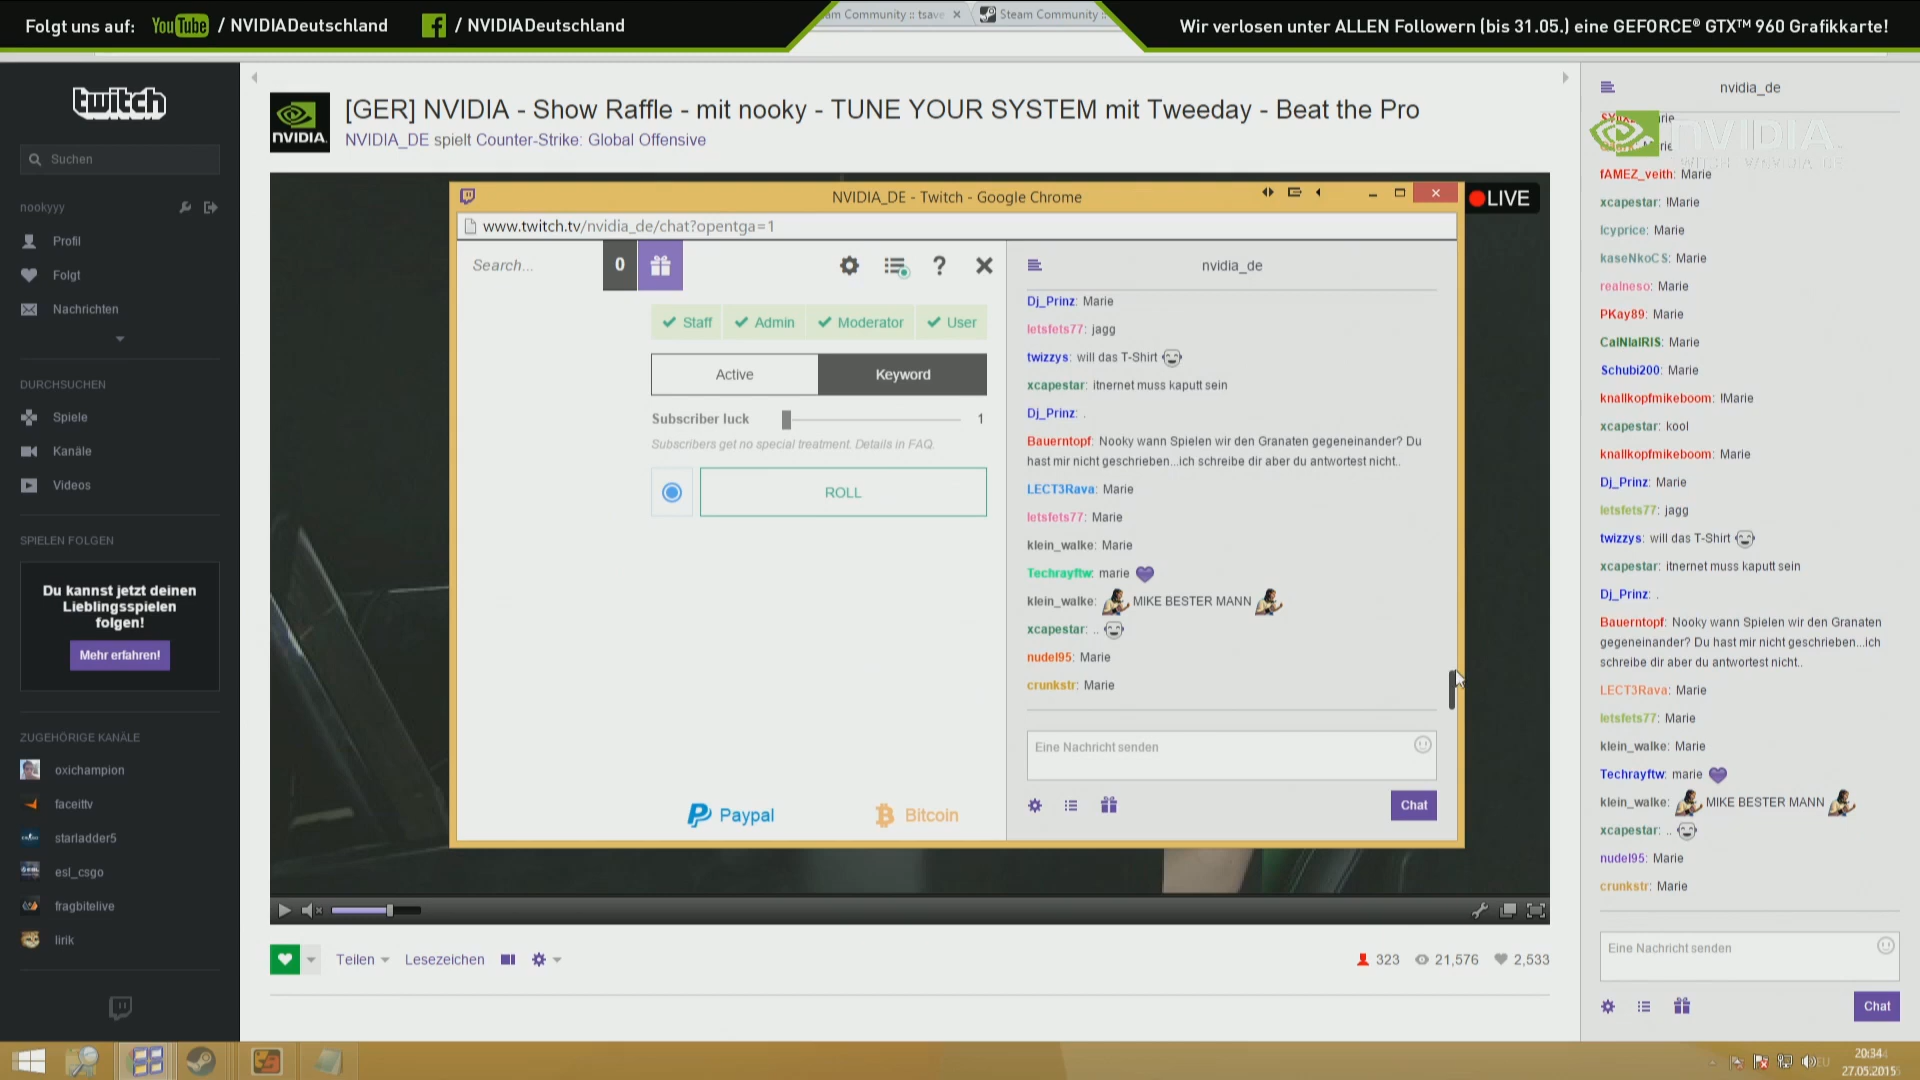 Folgt uns auf: YouTube / NVIDIADeutschland / NVIDIADeutschland
am Community :: tsave Steam Community ::
Wir verlosen unter ALLEN Followern (bis 31.05.) eine GEFORCE® GTX™ 960 Grafikkarte!
twitch
Suchen
nookyyy
Profil
Folgt
Nachrichten
DURCHSUCHEN
Spiele
Kanäle
Videos
SPIELEN FOLGEN
Du kannst jetzt deinen
Lieblingsspielen
folgen!
Mehr erfahren!
ZUGEHÖRIGE KANÄLE
oxichampion
faceittv
starladder5
esl_csgo
fragbitelive
lirik
NVIDIA.
[GER] NVIDIA - Show Raffle - mit nooky - TUNE YOUR SYSTEM mit Tweeday - Beat the Pro
NVIDIA_DE spielt Counter-Strike: Global Offensive
NVIDIA_DE - Twitch - Google Chrome
LIVE
www.twitch.tv/nvidia_de/chat?opentga=1
Search...
0
?
Staff Admin Moderator User
Active Keyword
Subscriber luck 1
Subscribers get no special treatment. Details in FAQ.
ROLL
Paypal Bitcoin
nvidia_de
Dj_Prinz: Marie
letsfets77: jagg
twizzys: will das T-Shirt
xcapestar: itnernet muss kaputt sein
Dj_Prinz: .
Bauerntopf: Nooky wann Spielen wir den Granaten gegeneinander? Du
hast mir nicht geschrieben...ich schreibe dir aber du antwortest nicht..
LECT3Rava: Marie
letsfets77: Marie
klein_walke: Marie
Techrayftw: marie
klein_walke: MIKE BESTER MANN
xcapestar: ..
nudel95: Marie
crunkstr: Marie
Eine Nachricht senden
Chat
Teilen Lesezeichen
323 21,576 2,533
nvidia_de
NVIDIA.
fAMEZ_veith: Marie
xcapestar: !Marie
Icyprice: Marie
kaseNkoCS: Marie
realneso: Marie
PKay89: Marie
CalNlalRIS: Marie
Schubi200: Marie
knallkopfmikeboom: !Marie
xcapestar: kool
knallkopfmikeboom: Marie
Dj_Prinz: Marie
letsfets77: jagg
twizzys: will das T-Shirt
xcapestar: itnernet muss kaputt sein
Dj_Prinz: .
Bauerntopf: Nooky wann Spielen wir den Granaten
gegeneinander? Du hast mir nicht geschrieben...ich
schreibe dir aber du antwortest nicht..
LECT3Rava: Marie
letsfets77: Marie
klein_walke: Marie
Techrayftw: marie
klein_walke: MIKE BESTER MANN
xcapestar: ..
nudel95: Marie
crunkstr: Marie
Eine Nachricht senden
Chat
20:34
27.05.2015